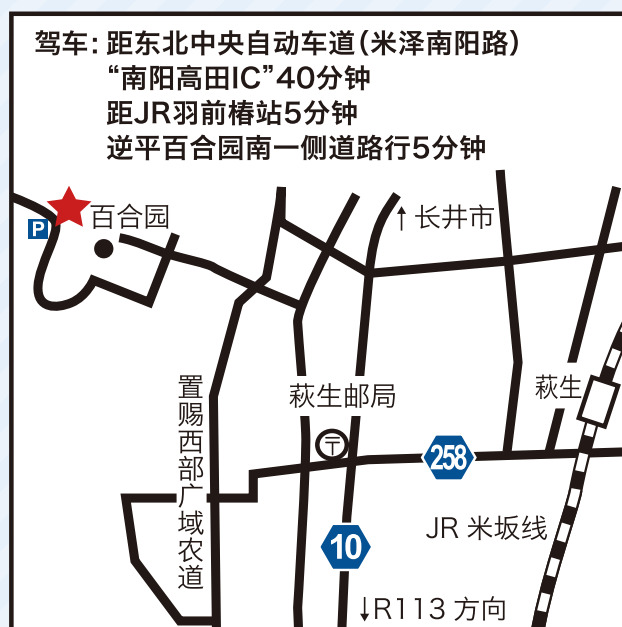 驾车：距东北中央自动车道（米泽南阳路）
“南阳高田IC”40分钟
距JR羽前椿站5分钟
逆平百合园南一侧道路行5分钟
百合园
P
↑ 长井市
萩生
萩生邮局
置赐西部广域农道
〒
258
10
JR 米坂线
↓R113 方向